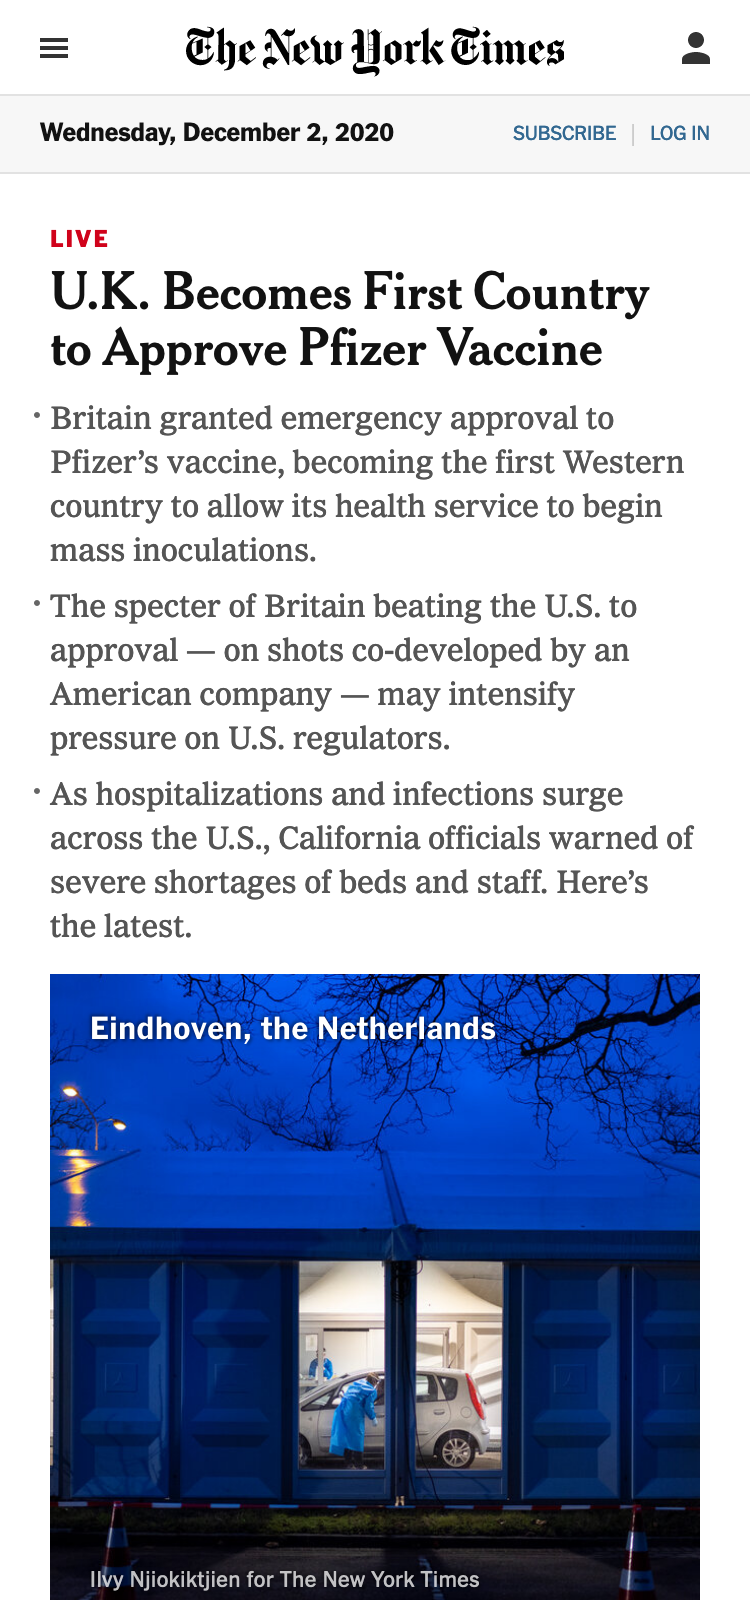 The New York Times
Wednesday, December 2, 2020
SUBSCRIBE | LOG IN
LIVE
U.K. Becomes First Country
to Approve Pfizer Vaccine
• Britain granted emergency approval to
Pfizer’s vaccine, becoming the first Western
country to allow its health service to begin
mass inoculations.
• The specter of Britain beating the U.S. to
approval — on shots co-developed by an
American company — may intensify
pressure on U.S. regulators.
• As hospitalizations and infections surge
across the U.S., California officials warned of
severe shortages of beds and staff. Here’s
the latest.
Eindhoven, the Netherlands
Ilvy Njiokiktjien for The New York Times